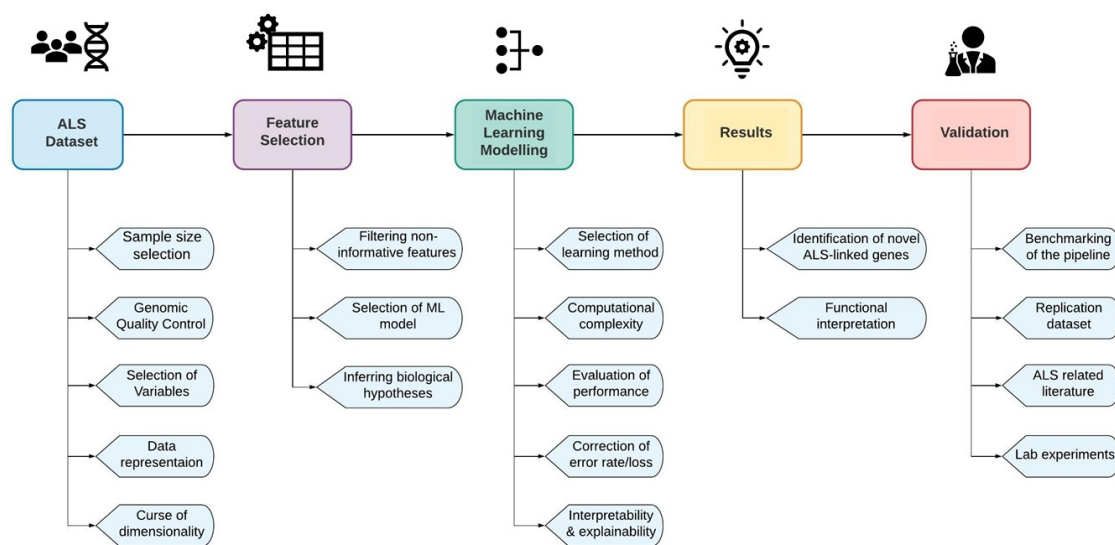 ALS
Dataset
Feature
Selection
Machine
Learning
Modelling
Results
Validation
Sample size
selection
Genomic
Quality Control
Selection of
Variables
Data
representaion
Curse of
dimensionality
Filtering non-
informative features
Selection of ML
model
Inferring biological
hypotheses
Selection of
learning method
Computational
complexity
Evaluation of
performance
Correction of
error rate/loss
Interpretability
& explainability
Identification of novel
ALS-linked genes
Functional
interpretation
Benchmarking
of the pipeline
Replication
dataset
ALS related
literature
Lab experiments